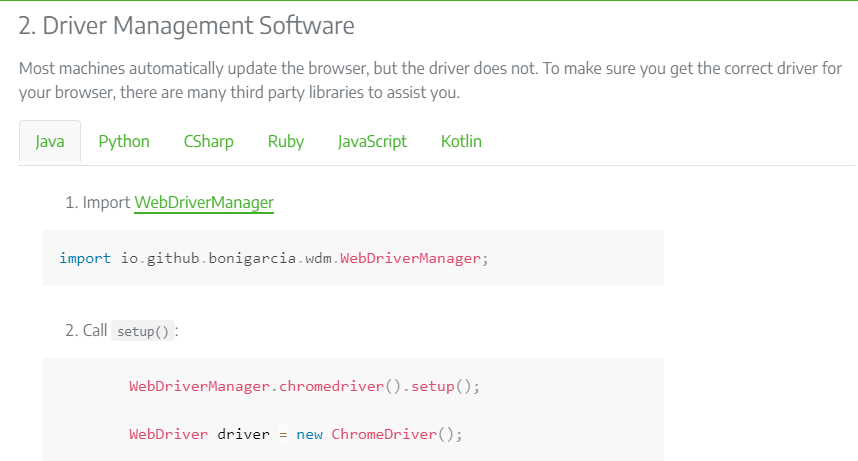 2. Driver Management Software
Most machines automatically update the browser, but the driver does not. To make sure you get the correct driver for
your browser, there are many third party libraries to assist you.
Java Python CSharp Ruby JavaScript Kotlin
1. Import WebDriverManager
import io.github.bonigarcia.wdm.WebDriverManager;
2. Call setup():
WebDriverManager.chromedriver().setup();
WebDriver driver = new ChromeDriver();